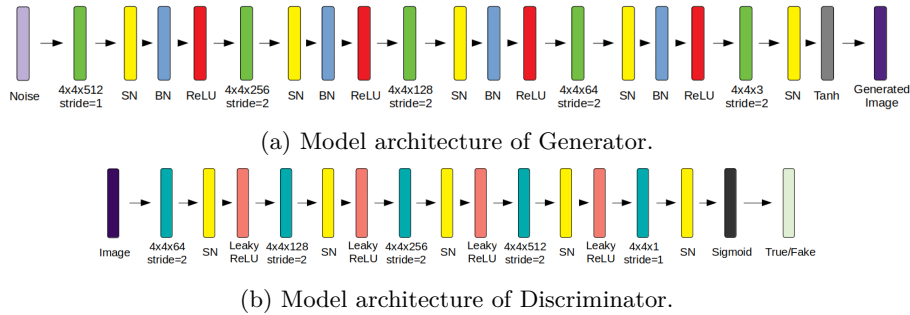 Noise
4x4x512
stride=1
SN
BN
ReLU
4x4x256
stride=2
SN
BN
ReLU
4x4x128
stride=2
SN
BN
ReLU
4x4x64
stride=2
SN
BN
ReLU
4x4x3
stride=2
SN
Tanh
Generated
Image
(a) Model architecture of Generator.
Image
4x4x64
stride=2
SN
Leaky
ReLU
4x4x128
stride=2
SN
Leaky
ReLU
4x4x256
stride=2
SN
Leaky
ReLU
4x4x512
stride=2
SN
Leaky
ReLU
4x4x1
stride=1
SN
Sigmoid
True/Fake
(b) Model architecture of Discriminator.